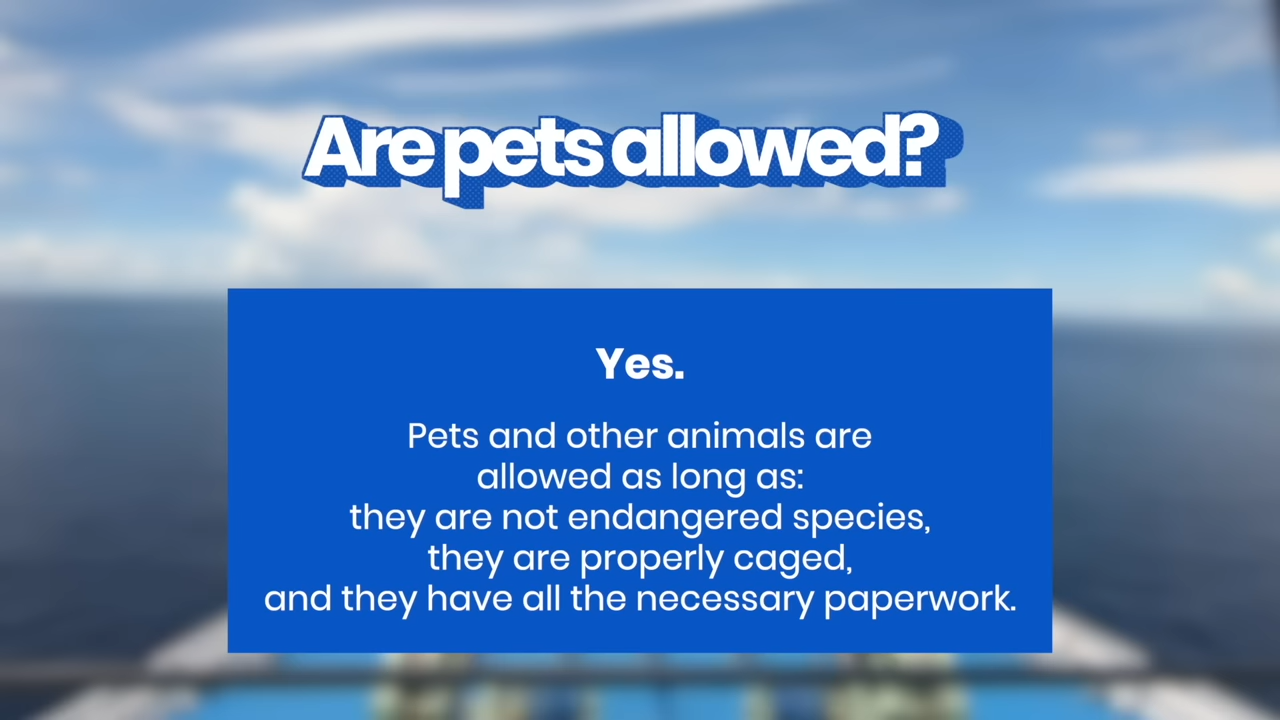 Are pets allowed?
Yes.
Pets and other animals are
allowed as long as:
they are not endangered species,
they are properly caged,
and they have all the necessary paperwork.